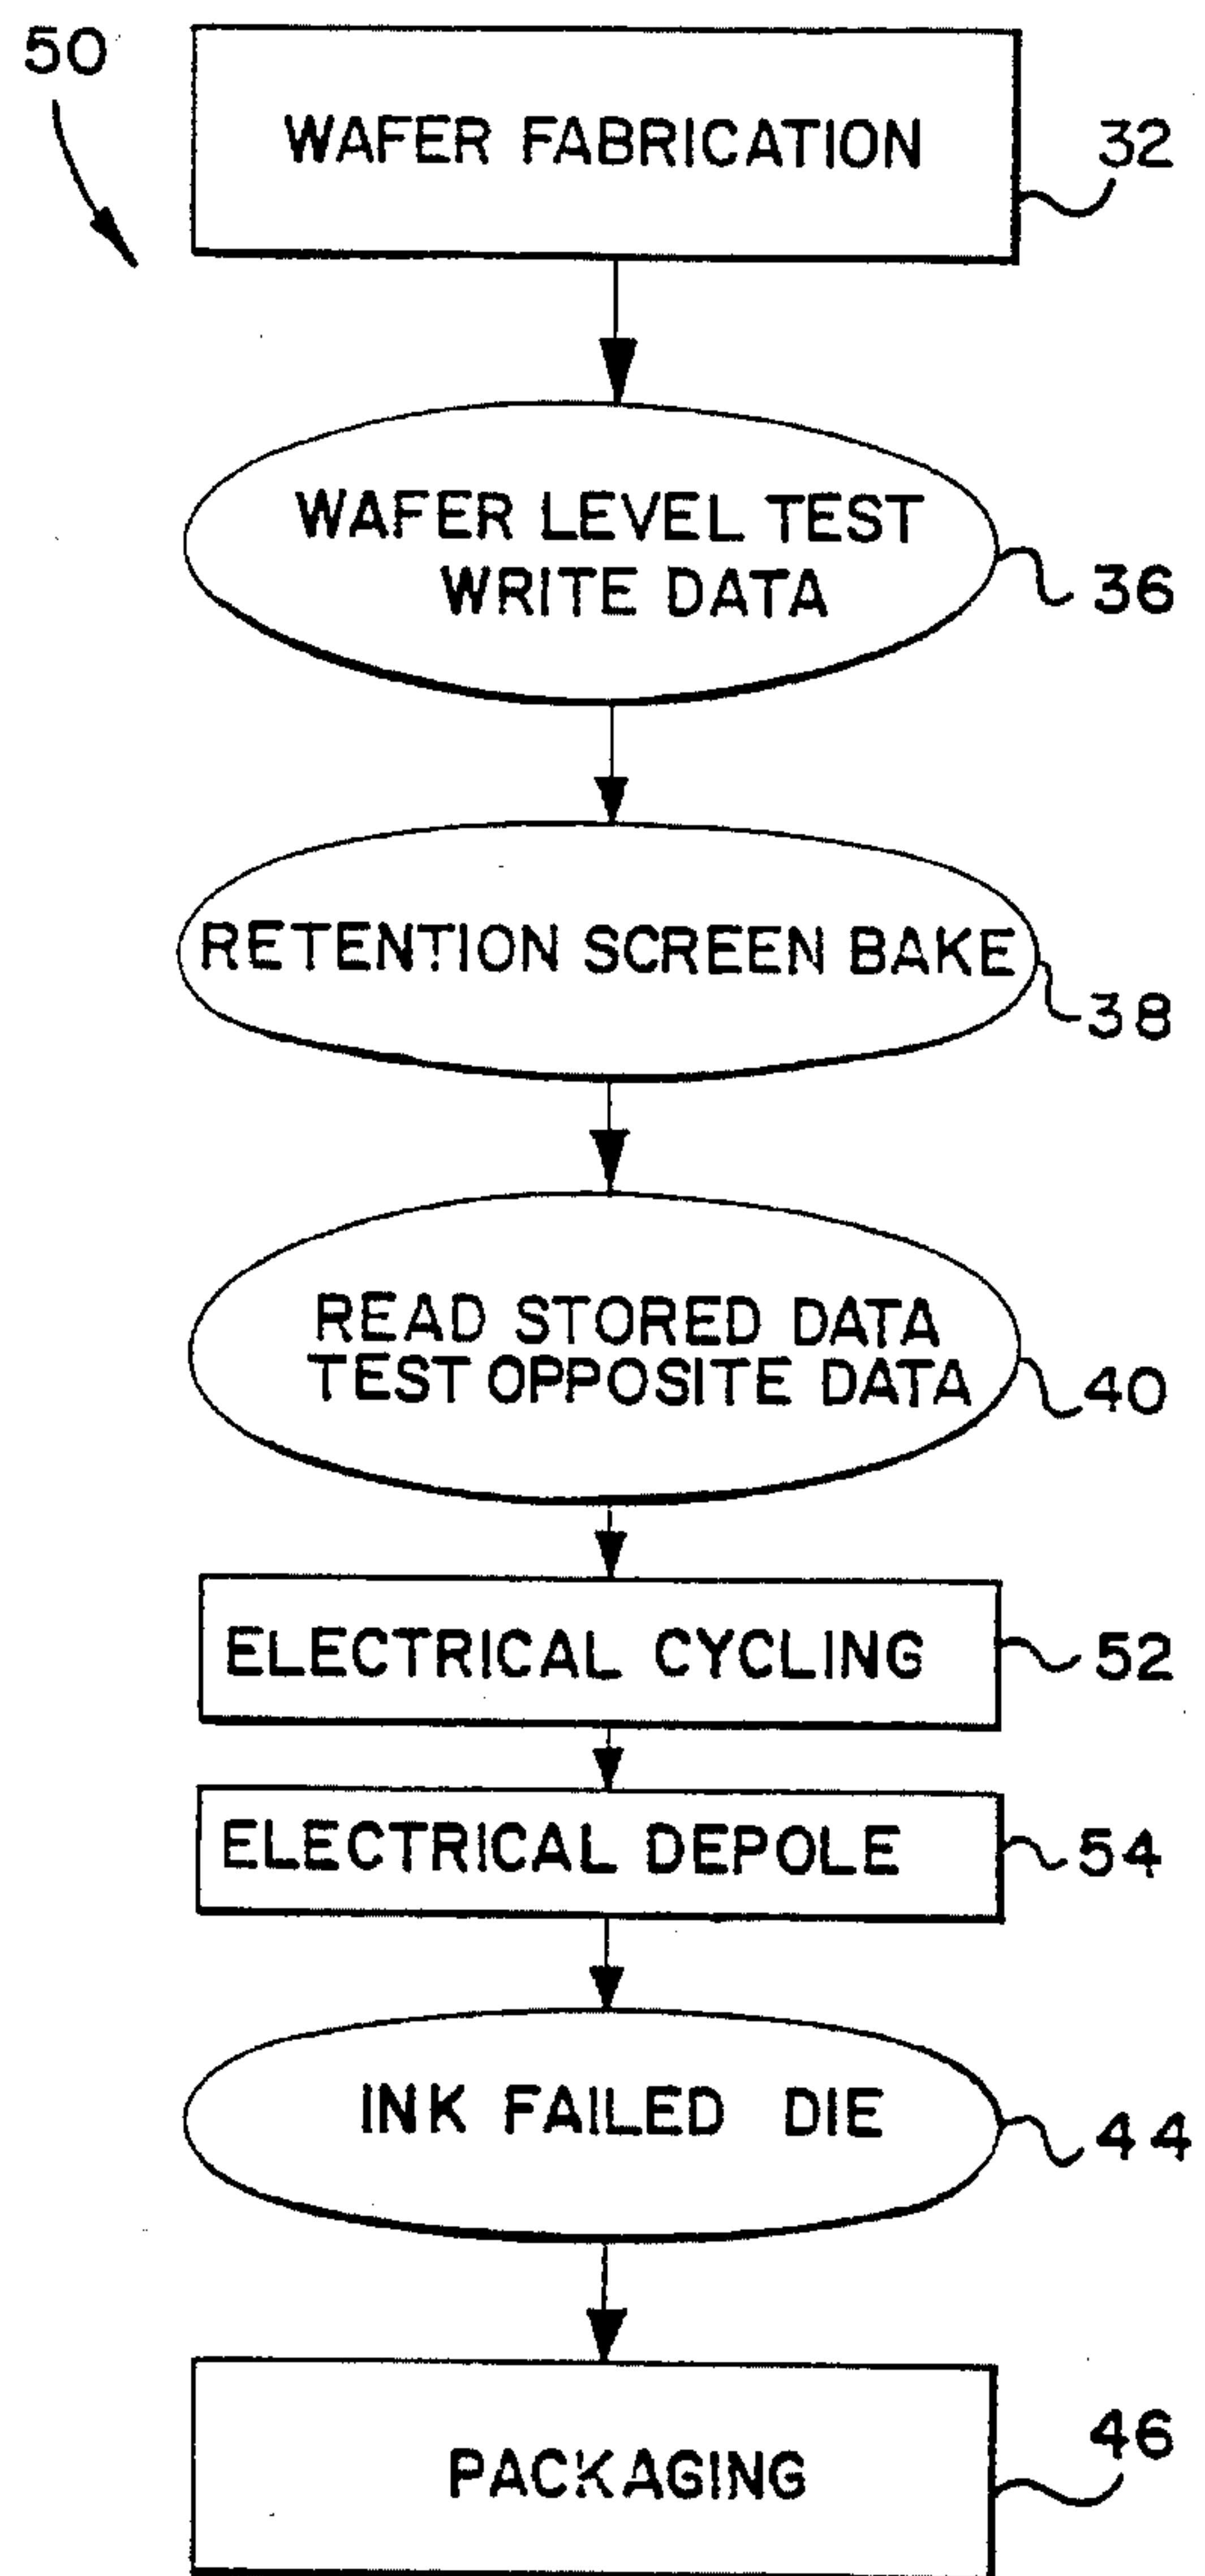 50
WAFER FABRICATION
32
WAFER LEVEL TEST
WRITE DATA
36
RETENTION SCREEN BAKE
38
READ STORED DATA
TEST OPPOSITE DATA
40
ELECTRICAL CYCLING
52
ELECTRICAL DEPOLE
54
INK FAILED DIE
44
PACKAGING
46